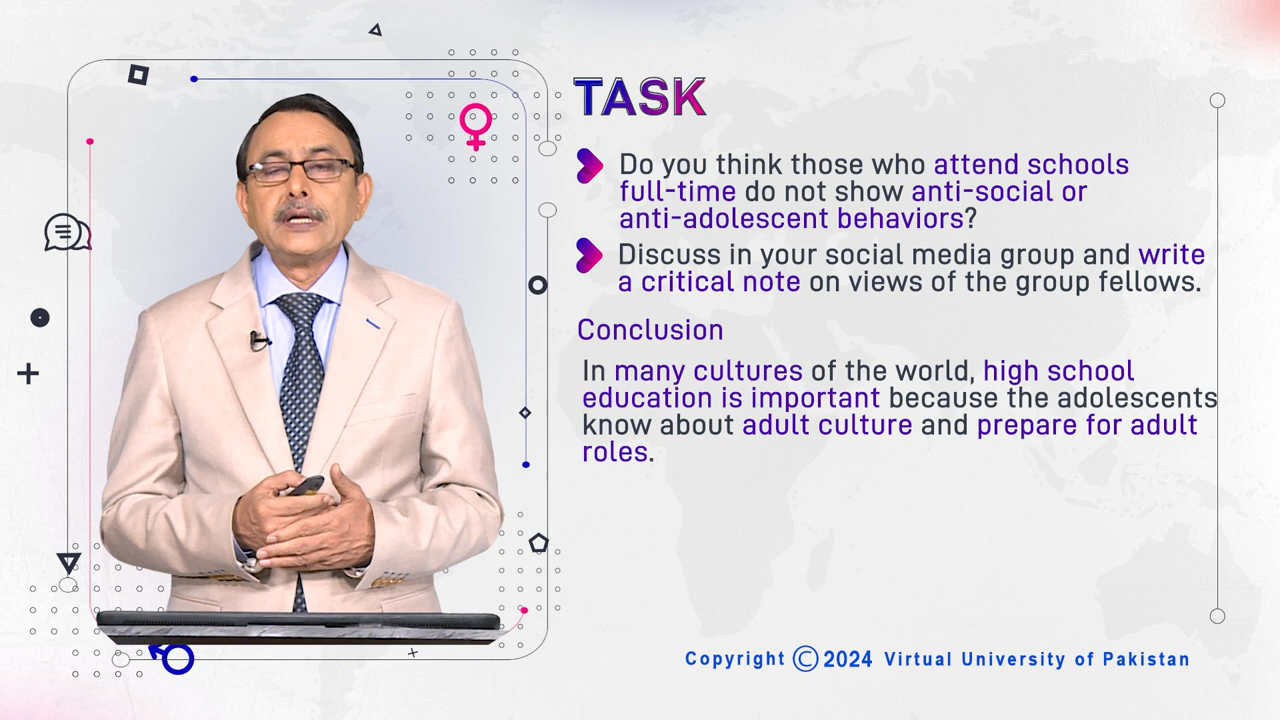 TASK
Do you think those who attend schools
full-time do not show anti-social or
anti-adolescent behaviors?
Discuss in your social media group and write
a critical note on views of the group fellows.
Conclusion
In many cultures of the world, high school
education is important because the adolescents
know about adult culture and prepare for adult
roles.
Copyright © 2024 Virtual University of Pakistan